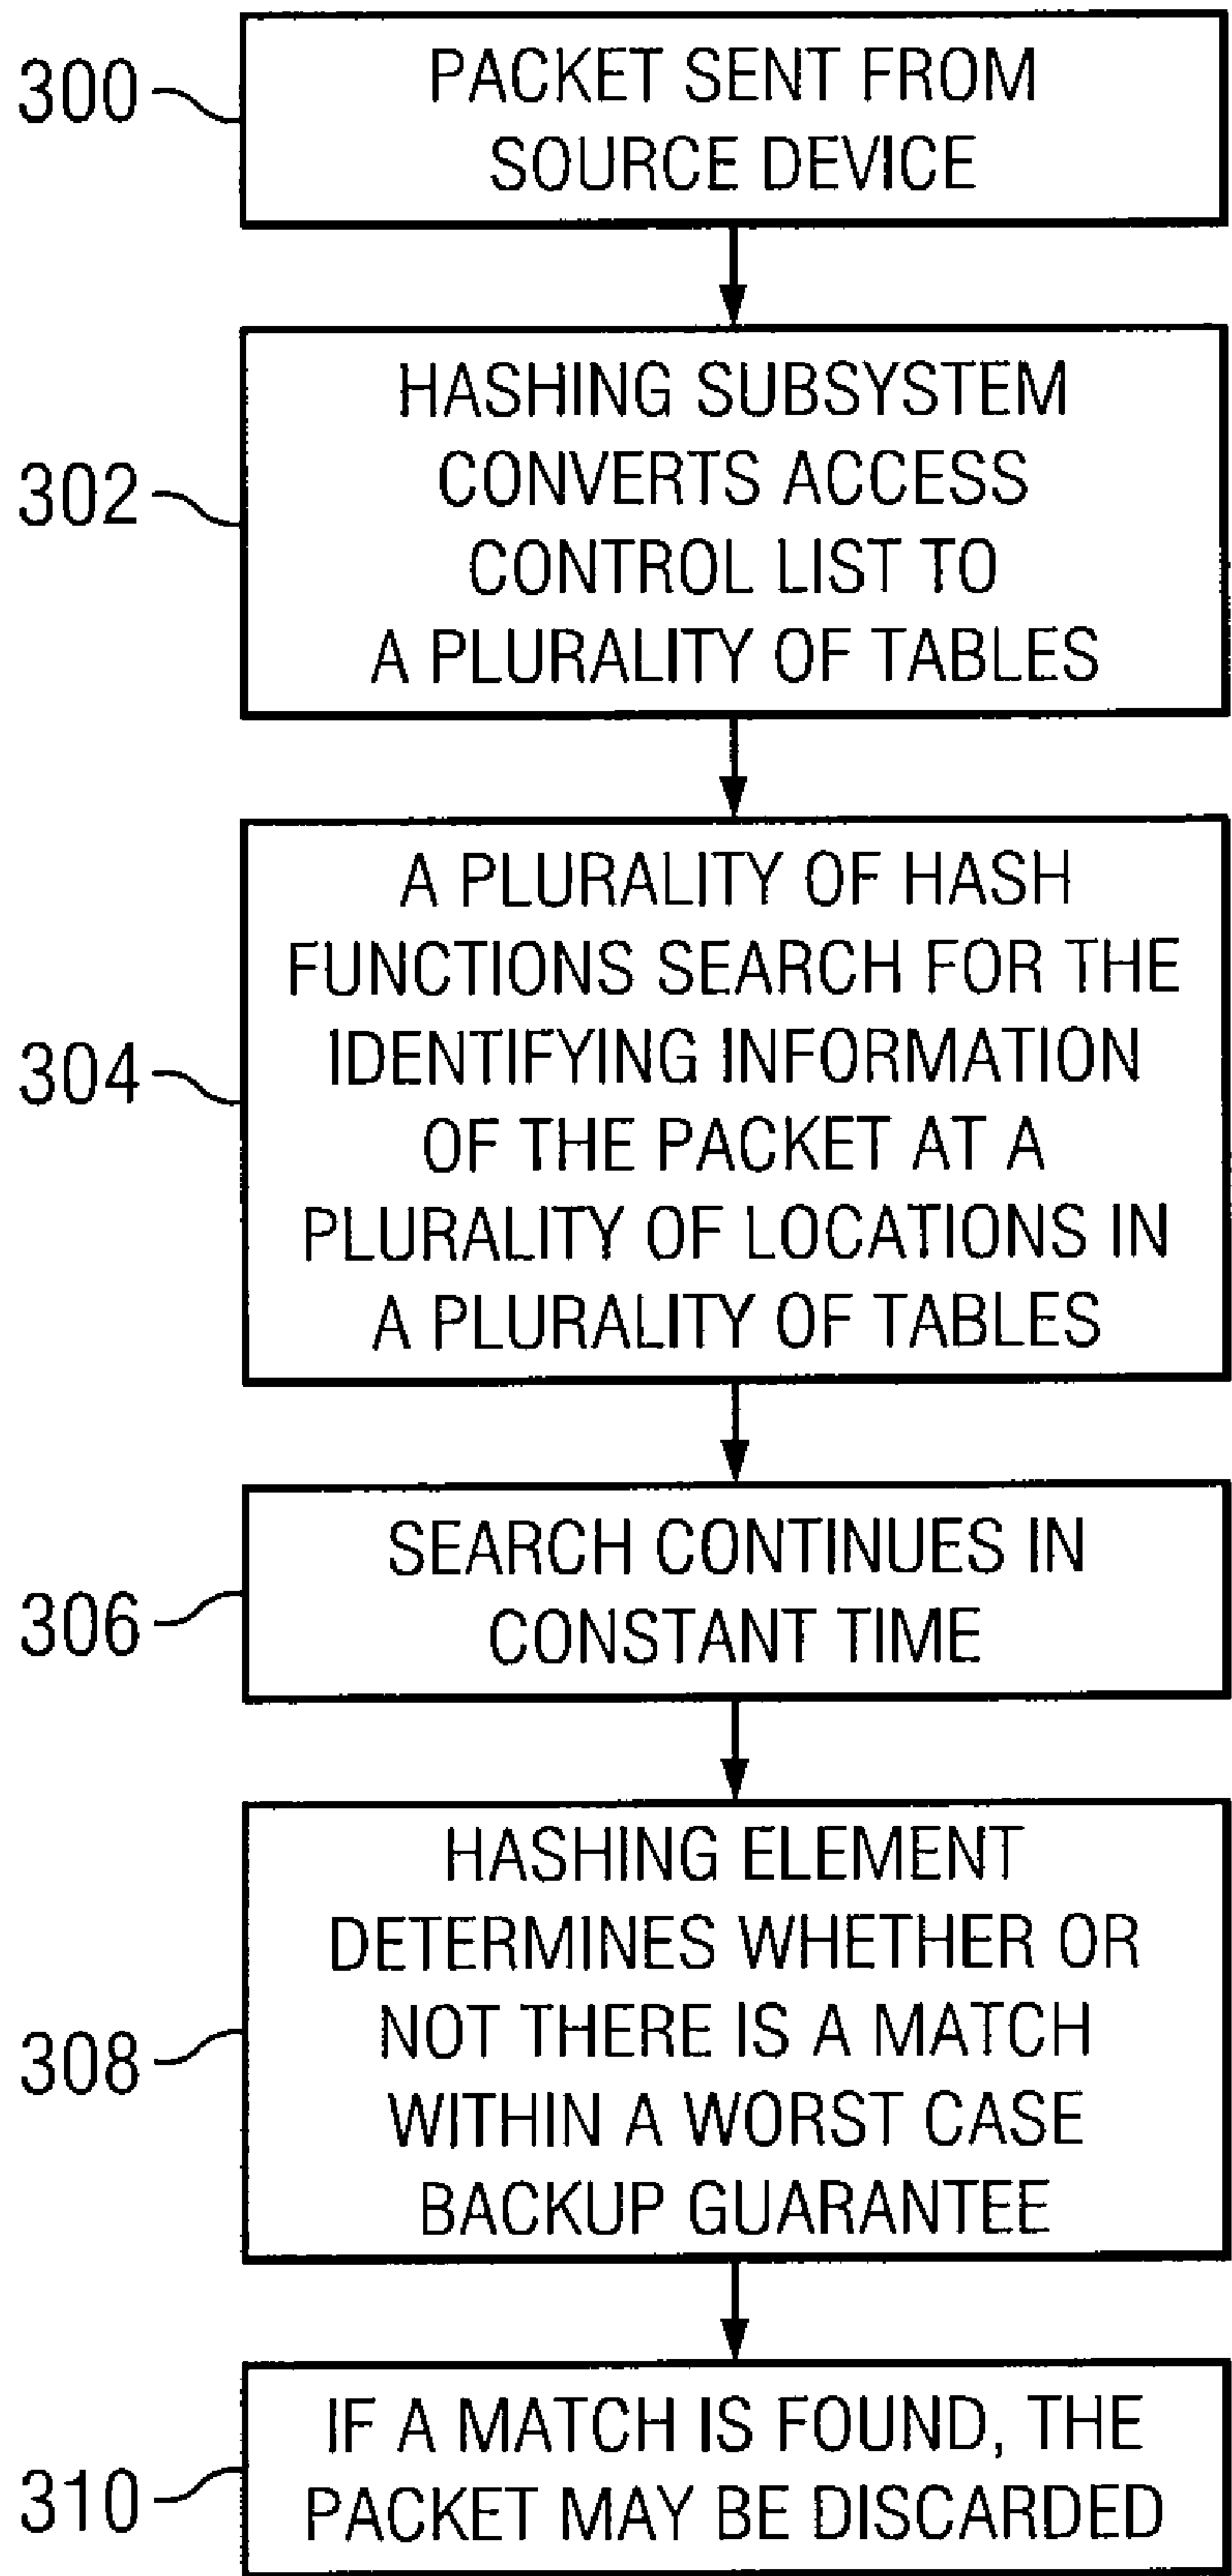 300
PACKET SENT FROM
SOURCE DEVICE
302
HASHING SUBSYSTEM
CONVERTS ACCESS
CONTROL LIST TO
A PLURALITY OF TABLES
304
A PLURALITY OF HASH
FUNCTIONS SEARCH FOR THE
IDENTIFYING INFORMATION
OF THE PACKET AT A
PLURALITY OF LOCATIONS IN
A PLURALITY OF TABLES
306
SEARCH CONTINUES IN
CONSTANT TIME
308
HASHING ELEMENT
DETERMINES WHETHER OR
NOT THERE IS A MATCH
WITHIN A WORST CASE
BACKUP GUARANTEE
310
IF A MATCH IS FOUND, THE
PACKET MAY BE DISCARDED